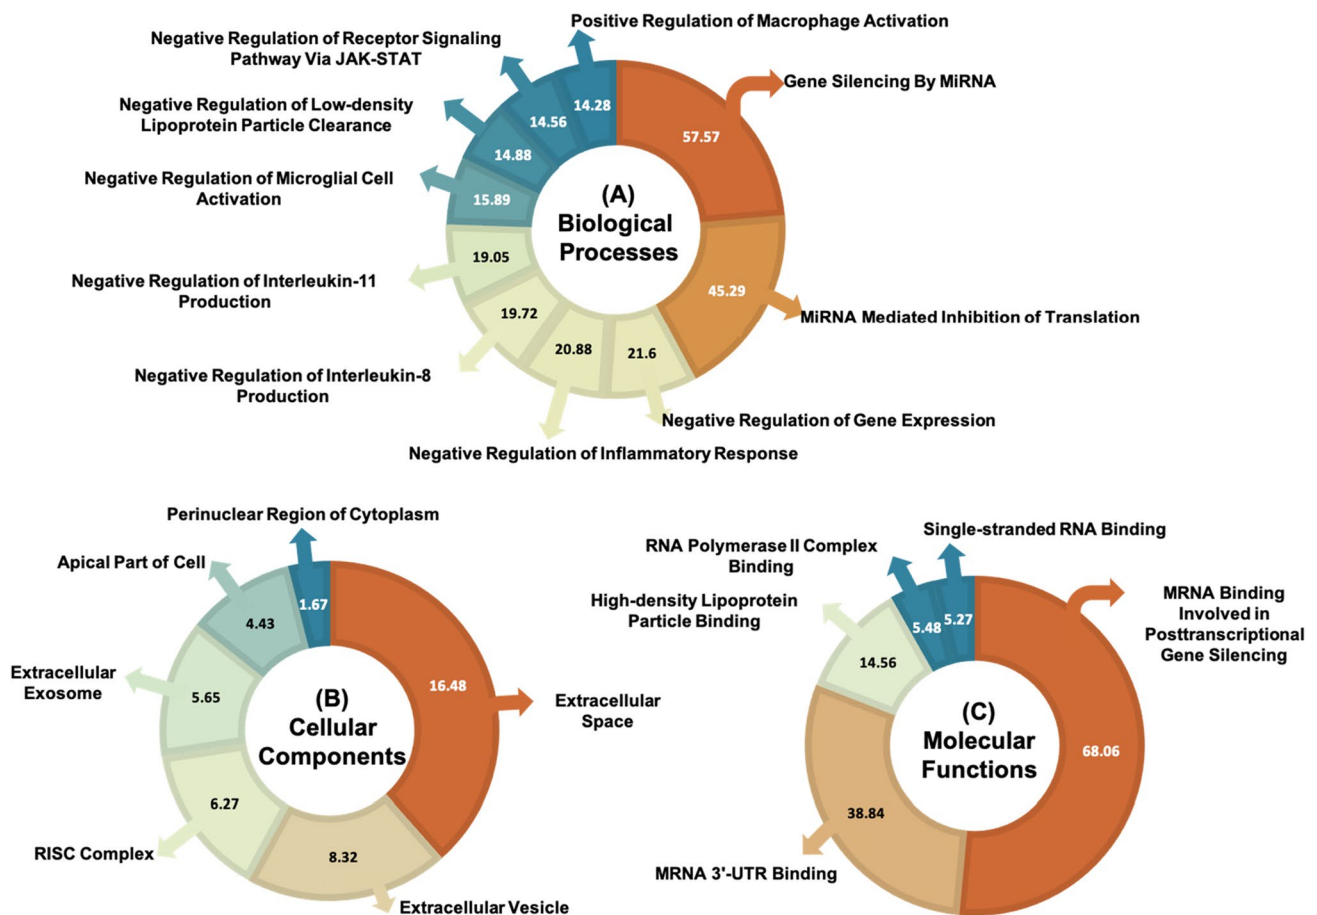 Positive Regulation of Macrophage Activation
Negative Regulation of Receptor Signaling
Pathway Via JAK-STAT
Gene Silencing By MiRNA
Negative Regulation of Low-density
Lipoprotein Particle Clearance
14.28
14.56
57.57
14.88
Negative Regulation of Microglial Cell
Activation
15.89
(A)
Biological
Processes
19.05
Negative Regulation of Interleukin-11
Production
45.29
19.72
MiRNA Mediated Inhibition of Translation
20.88
21.6
Negative Regulation of Interleukin-8
Production
Negative Regulation of Gene Expression
Negative Regulation of Inflammatory Response
Perinuclear Region of Cytoplasm
Apical Part of Cell
1.67
4.43
Extracellular
Exosome
5.65
16.48
(B)
Cellular
Components
Extracellular
Space
6.27
RISC Complex
8.32
Extracellular Vesicle
Single-stranded RNA Binding
RNA Polymerase II Complex
Binding
High-density Lipoprotein
Particle Binding
MRNA Binding
Involved in
Posttranscriptional
Gene Silencing
5.48
5.27
14.56
(C)
Molecular
Functions
68.06
38.84
MRNA 3'-UTR Binding